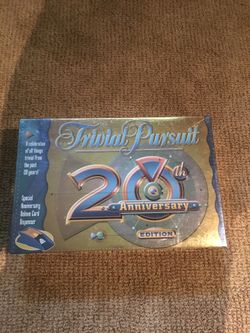 Trivial Pursuit
A celebration
of all things
trivial from
the past
20 years!
20th
Anniversary
EDITION
Special
Anniversary
Deluxe Card
Dispenser